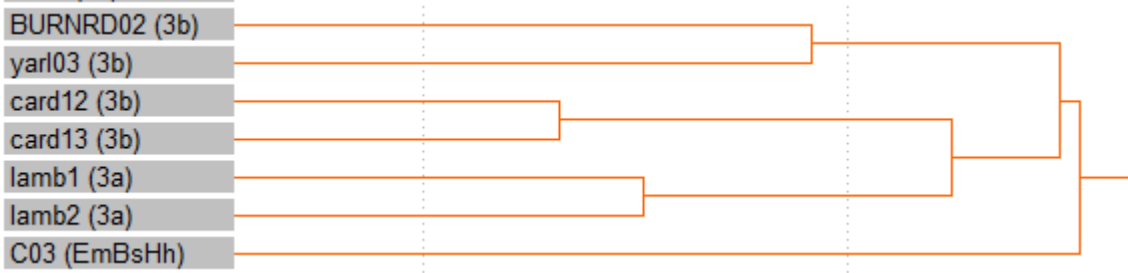 BURNRD02 (3b)
yarl03 (3b)
card12 (3b)
card13 (3b)
lamb1 (3a)
lamb2 (3a)
C03 (EmBsHh)